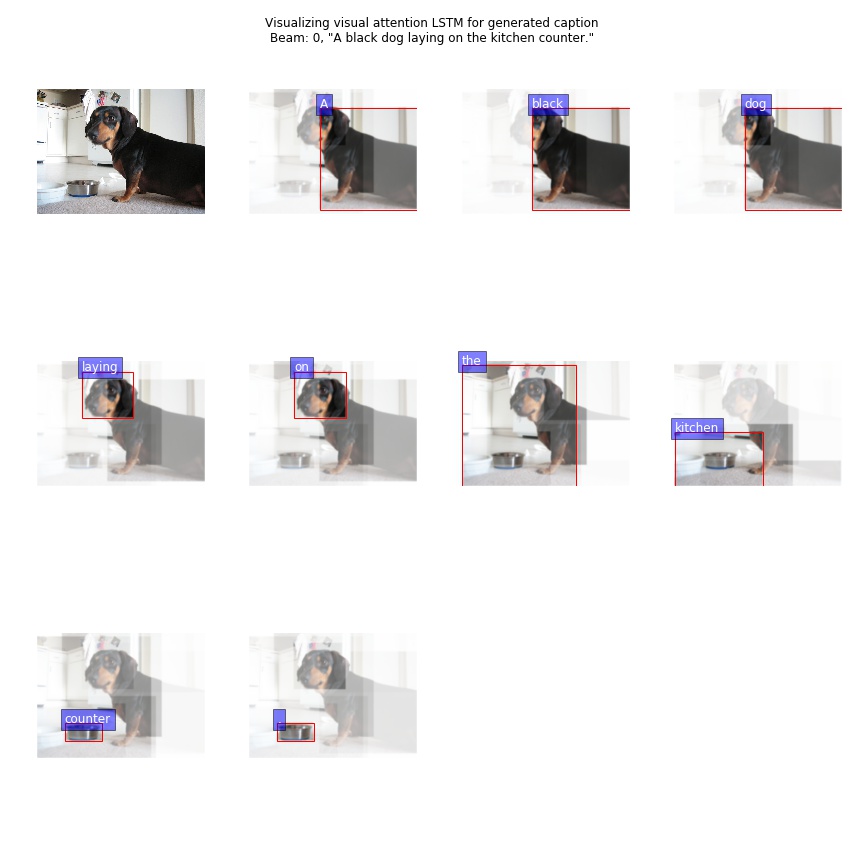 Visualizing visual attention LSTM for generated caption
Beam: 0, "A black dog laying on the kitchen counter."
A
black
dog
laying
on
the
kitchen
counter
.